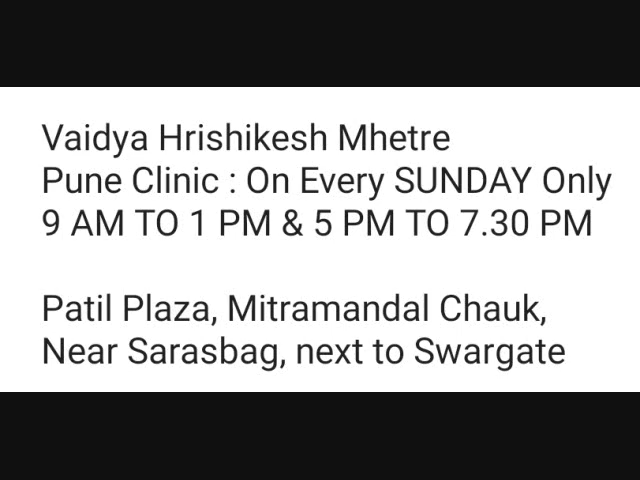 Vaidya Hrishikesh Mhetre
Pune Clinic : On Every SUNDAY Only
9 AM TO 1 PM & 5 PM TO 7.30 PM
Patil Plaza, Mitramandal Chauk,
Near Sarasbag, next to Swargate